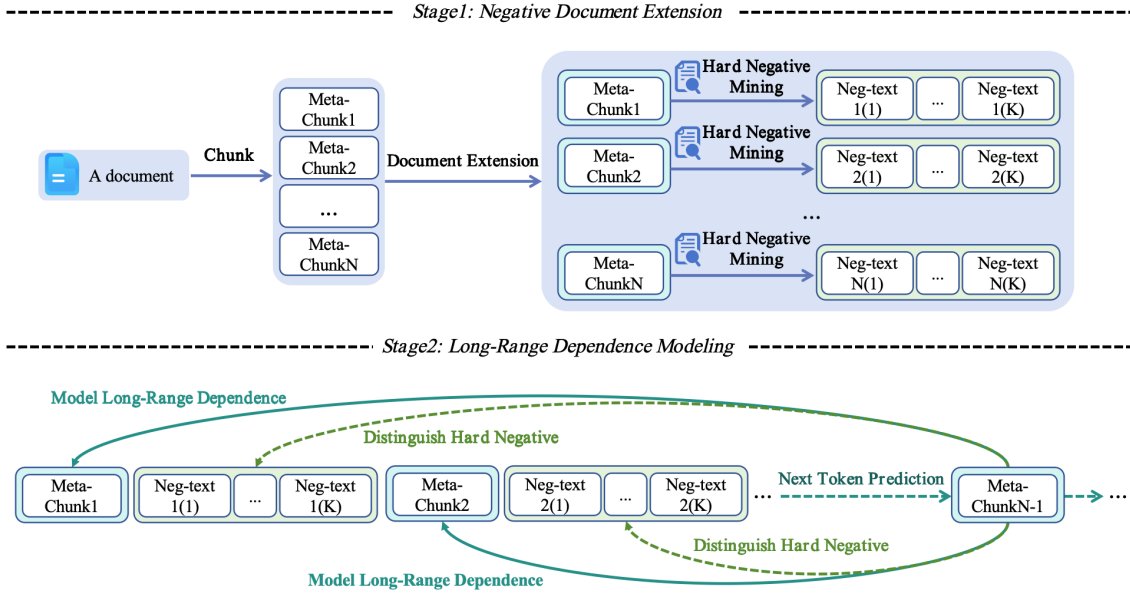 Stage1: Negative Document Extension
A document
Chunk
Meta-
Chunk1
Meta-
Chunk2
...
Meta-
ChunkN
Document Extension
Meta-
Chunk1
Hard Negative
Mining
Neg-text
1(1)
...
Neg-text
1(K)
Meta-
Chunk2
Hard Negative
Mining
Neg-text
2(1)
...
Neg-text
2(K)
...
Meta-
ChunkN
Hard Negative
Mining
Neg-text
N(1)
...
Neg-text
N(K)
Stage2: Long-Range Dependence Modeling
Model Long-Range Dependence
Distinguish Hard Negative
Meta-
Chunk1
Neg-text
1(1)
...
Neg-text
1(K)
Meta-
Chunk2
Neg-text
2(1)
...
Neg-text
2(K)
...
Next Token Prediction
Meta-
ChunkN-1
...
Distinguish Hard Negative
Model Long-Range Dependence